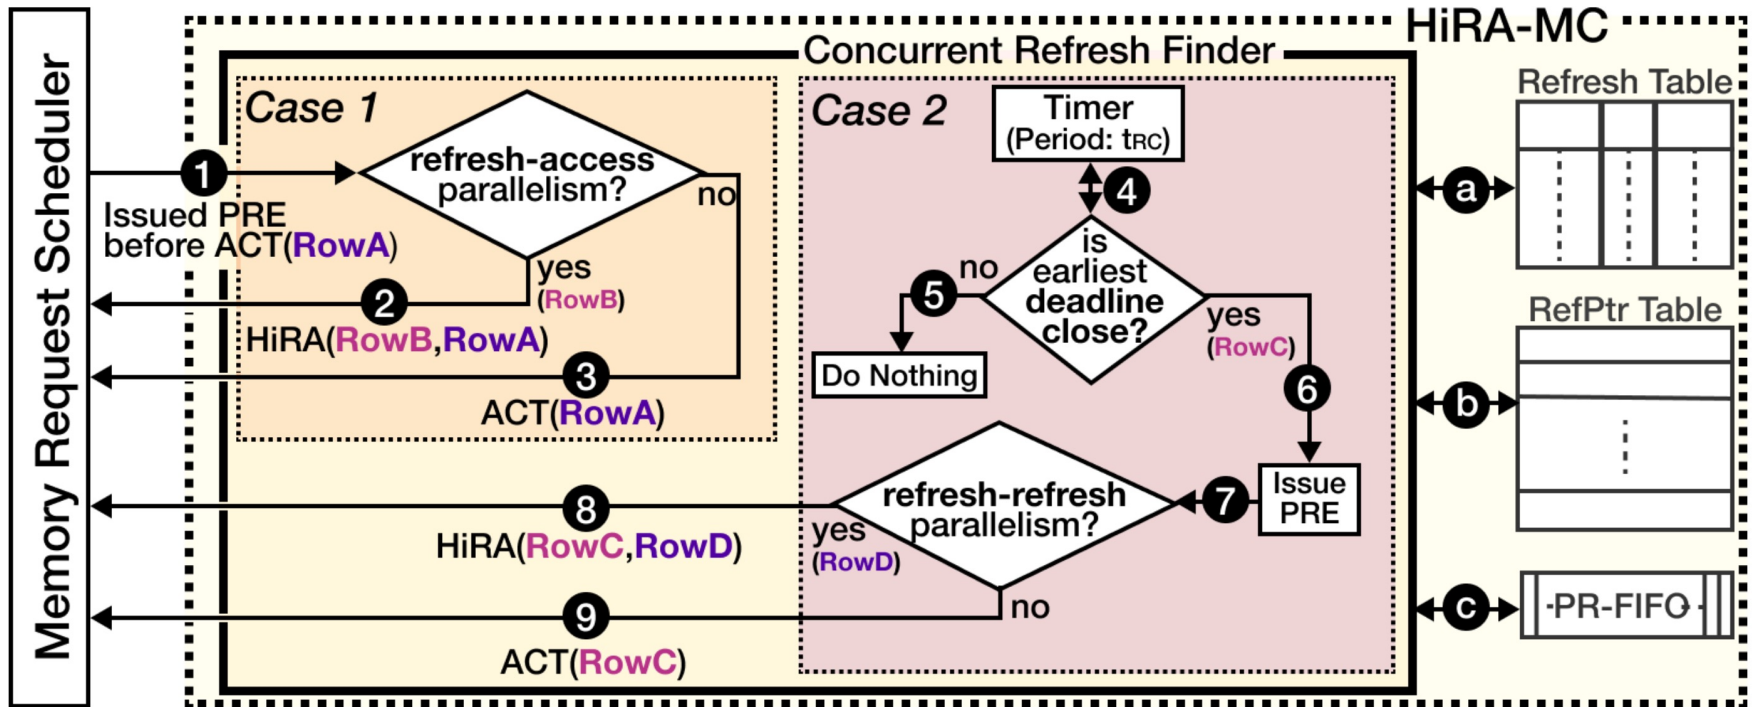 HiRA-MC
Concurrent Refresh Finder
Memory Request Scheduler
Case 1
refresh-access
parallelism?
1
Issued PRE
before ACT(RowA)
no
yes
(RowB)
2
HiRA(RowB,RowA)
3
ACT(RowA)
Case 2
Timer
(Period: tRC)
4
is
earliest
deadline
close?
no
5
Do Nothing
yes
(RowC)
6
Issue
PRE
7
refresh-refresh
parallelism?
yes
(RowD)
8
HiRA(RowC,RowD)
no
9
ACT(RowC)
Refresh Table
a
RefPtr Table
b
c
PR-FIFO